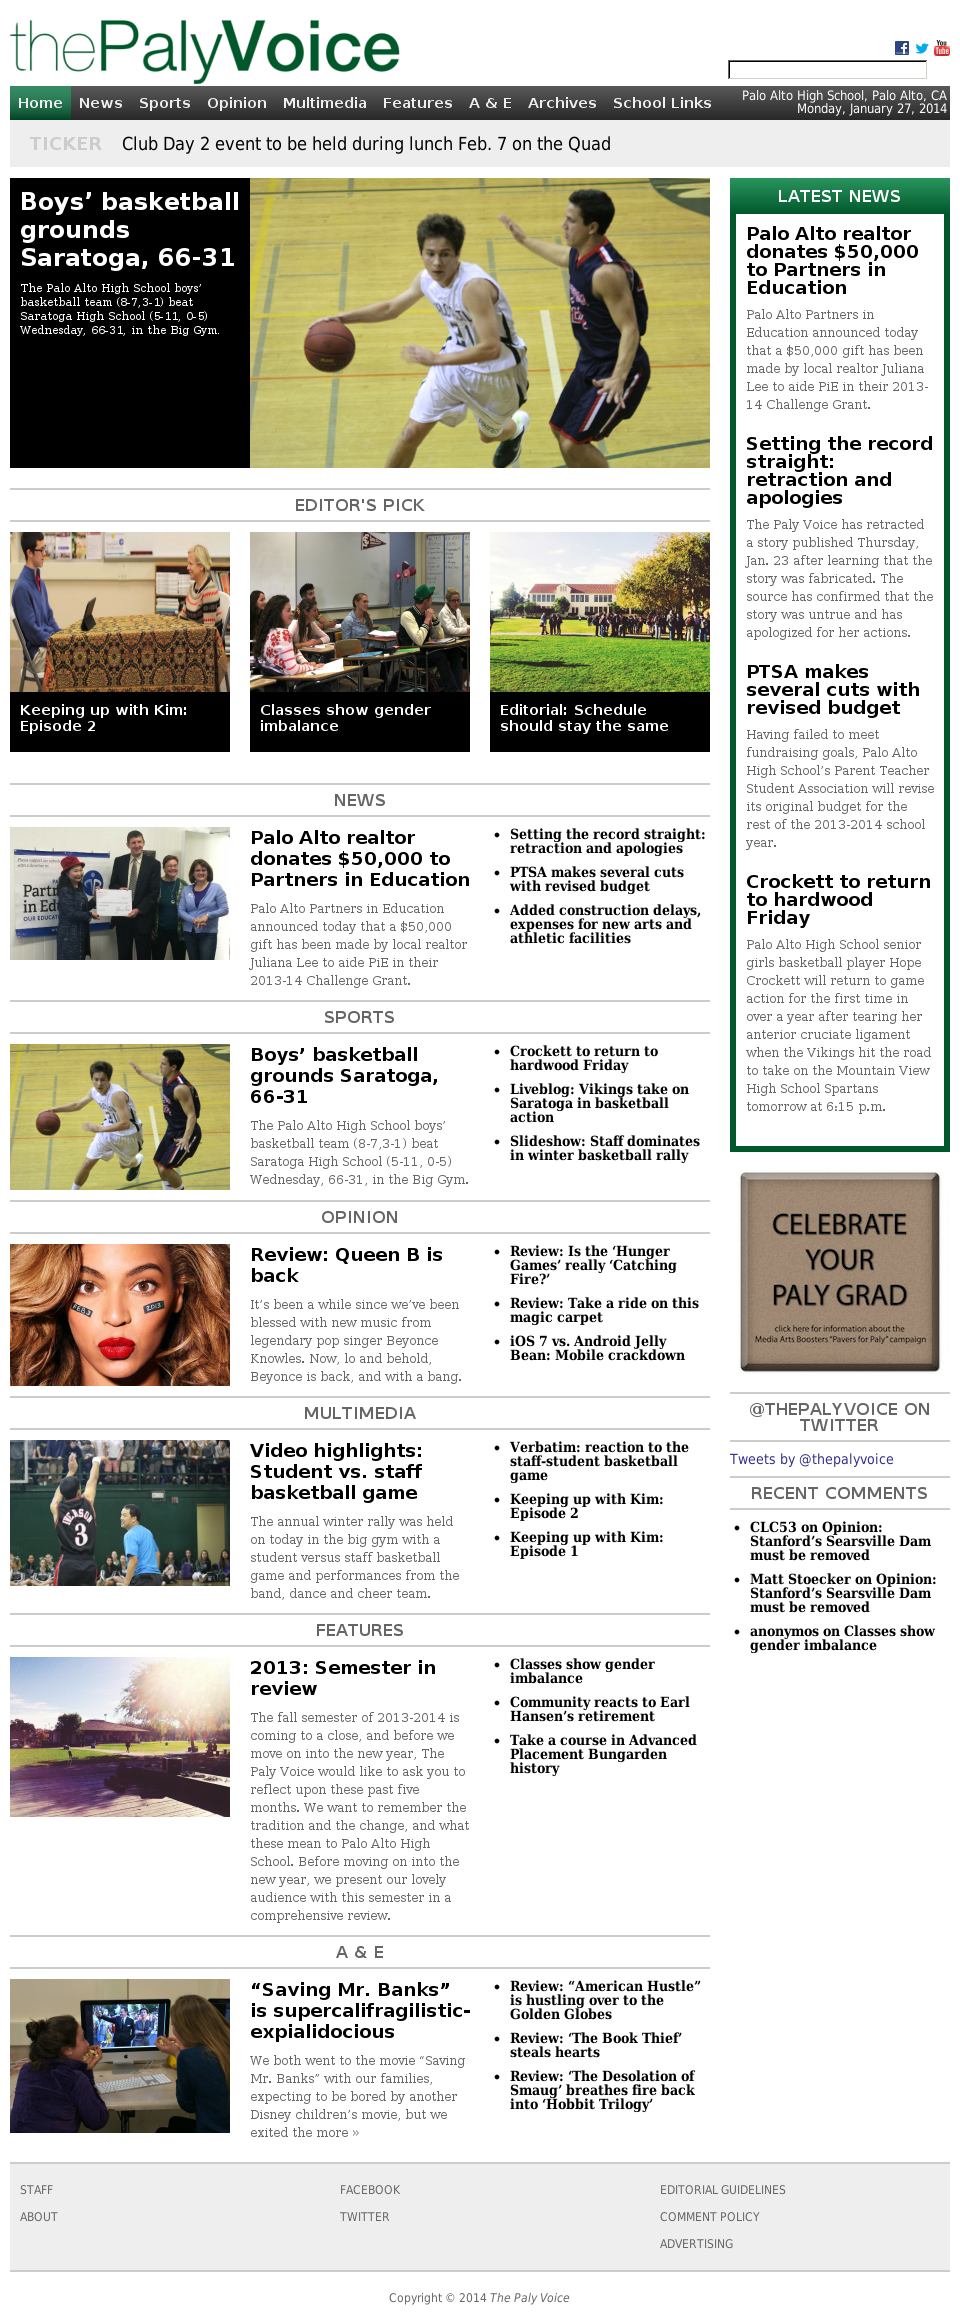 thePalyVoice
Home News Sports Opinion Multimedia Features A & E Archives School Links
Palo Alto High School, Palo Alto, CA
Monday, January 27, 2014
TICKER Club Day 2 event to be held during lunch Feb. 7 on the Quad
Boys’ basketball
grounds
Saratoga, 66-31
The Palo Alto High School boys’
basketball team (8-7,3-1) beat
Saratoga High School (5-11, 0-5)
Wednesday, 66-31, in the Big Gym.
EDITOR'S PICK
Keeping up with Kim:
Episode 2
Classes show gender
imbalance
Editorial: Schedule
should stay the same
NEWS
Palo Alto realtor
donates $50,000 to
Partners in Education
Palo Alto Partners in Education
announced today that a $50,000
gift has been made by local realtor
Juliana Lee to aide PiE in their
2013-14 Challenge Grant.
Setting the record straight:
retraction and apologies
PTSA makes several cuts
with revised budget
Added construction delays,
expenses for new arts and
athletic facilities
SPORTS
Boys’ basketball
grounds Saratoga,
66-31
The Palo Alto High School boys’
basketball team (8-7,3-1) beat
Saratoga High School (5-11, 0-5)
Wednesday, 66-31, in the Big Gym.
Crockett to return to
hardwood Friday
Liveblog: Vikings take on
Saratoga in basketball
action
Slideshow: Staff dominates
in winter basketball rally
OPINION
Review: Queen B is
back
It’s been a while since we’ve been
blessed with new music from
legendary pop singer Beyonce
Knowles. Now, lo and behold,
Beyonce is back, and with a bang.
Review: Is the ‘Hunger
Games’ really ‘Catching
Fire?’
Review: Take a ride on this
magic carpet
iOS 7 vs. Android Jelly
Bean: Mobile crackdown
MULTIMEDIA
Video highlights:
Student vs. staff
basketball game
The annual winter rally was held
on today in the big gym with a
student versus staff basketball
game and performances from the
band, dance and cheer team.
Verbatim: reaction to the
staff-student basketball
game
Keeping up with Kim:
Episode 2
Keeping up with Kim:
Episode 1
FEATURES
2013: Semester in
review
The fall semester of 2013-2014 is
coming to a close, and before we
move on into the new year, The
Paly Voice would like to ask you to
reflect upon these past five
months. We want to remember the
tradition and the change, and what
these mean to Palo Alto High
School. Before moving on into the
new year, we present our lovely
audience with this semester in a
comprehensive review.
Classes show gender
imbalance
Community reacts to Earl
Hansen’s retirement
Take a course in Advanced
Placement Bungarden
history
A & E
“Saving Mr. Banks”
is supercalifragilistic-
expialidocious
We both went to the movie “Saving
Mr. Banks” with our families,
expecting to be bored by another
Disney children’s movie, but we
exited the more »
Review: “American Hustle”
is hustling over to the
Golden Globes
Review: ‘The Book Thief’
steals hearts
Review: ‘The Desolation of
Smaug’ breathes fire back
into ‘Hobbit Trilogy’
LATEST NEWS
Palo Alto realtor
donates $50,000
to Partners in
Education
Palo Alto Partners in
Education announced today
that a $50,000 gift has been
made by local realtor Juliana
Lee to aide PiE in their 2013-
14 Challenge Grant.
Setting the record
straight:
retraction and
apologies
The Paly Voice has retracted
a story published Thursday,
Jan. 23 after learning that the
story was fabricated. The
source has confirmed that the
story was untrue and has
apologized for her actions.
PTSA makes
several cuts with
revised budget
Having failed to meet
fundraising goals, Palo Alto
High School’s Parent Teacher
Student Association will revise
its original budget for the
rest of the 2013-2014 school
year.
Crockett to return
to hardwood
Friday
Palo Alto High School senior
girls basketball player Hope
Crockett will return to game
action for the first time in
over a year after tearing her
anterior cruciate ligament
when the Vikings hit the road
to take on the Mountain View
High School Spartans
tomorrow at 6:15 p.m.
CELEBRATE
YOUR
PALY GRAD
click here for information about the
Media Arts Boosters "Pavers for Paly" campaign
@THEPALYVOICE ON
TWITTER
Tweets by @thepalyvoice
RECENT COMMENTS
CLC53 on Opinion:
Stanford’s Searsville Dam
must be removed
Matt Stoecker on Opinion:
Stanford’s Searsville Dam
must be removed
anonymos on Classes show
gender imbalance
STAFF
ABOUT
FACEBOOK
TWITTER
EDITORIAL GUIDELINES
COMMENT POLICY
ADVERTISING
Copyright © 2014 The Paly Voice